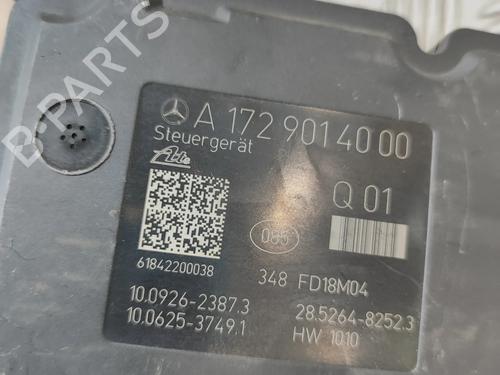 B-PARTS
A 172 901 40 00
Steuergerät
Ate
Q 01
085
61842200038
348 FD18M04
10.0926-2387.3
28.5264-8252.3
10.0625-3749.1
HW 1010